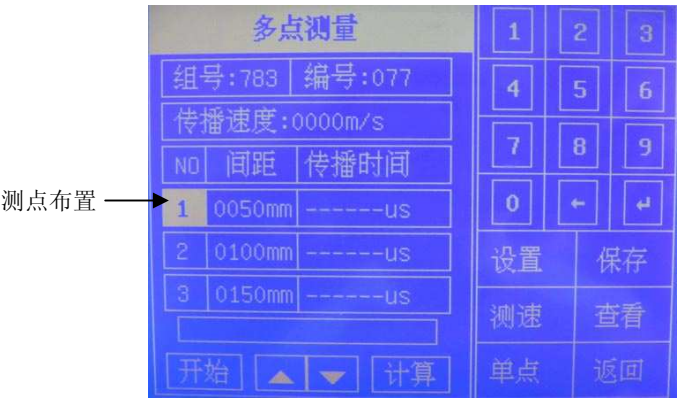 多点测量
组号:783 编号:077
传播速度:0000m/s
NO 间距 传播时间
测点布置
1 0050mm ------us
2 0100mm ------us
3 0150mm ------us
开始 ▲ ▼ 计算
1 2 3
4 5 6
7 8 9
0 ← ↵
设置 保存
测速 查看
单点 返回